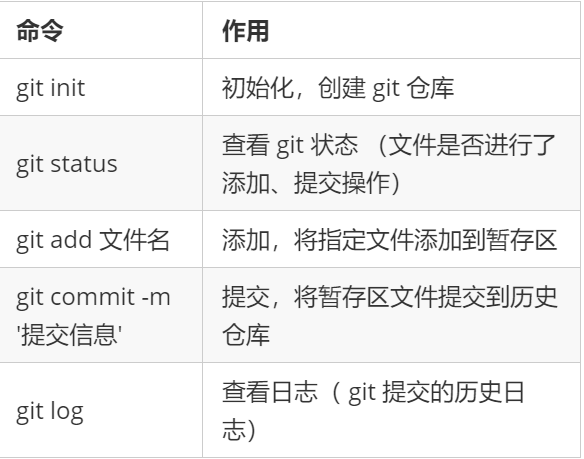 命令 作用
git init 初始化，创建 git 仓库
git status
查看 git 状态 （文件是否进行了
添加、提交操作）
git add 文件名 添加，将指定文件添加到暂存区
git commit -m
'提交信息'
提交，将暂存区文件提交到历史
仓库
git log
查看日志（ git 提交的历史日
志）